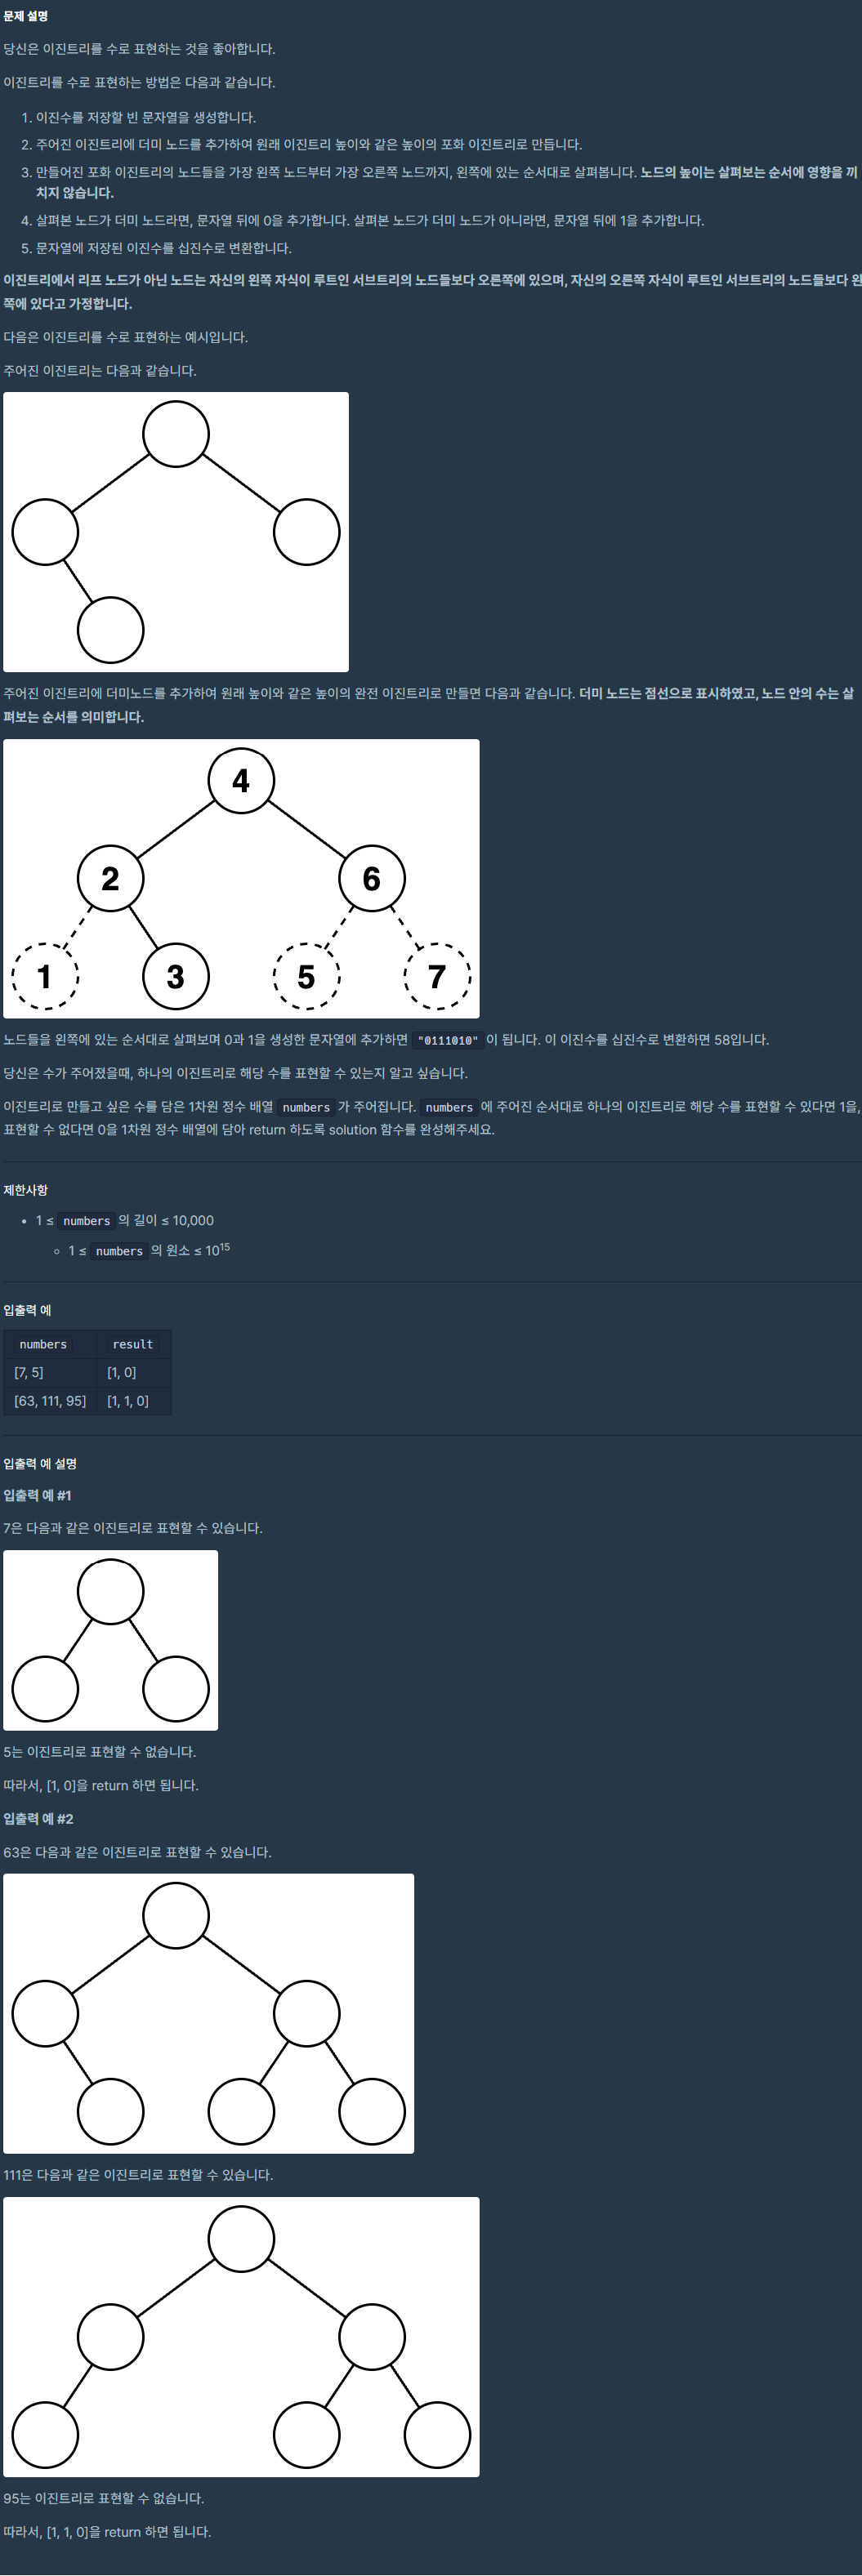 문제 설명
당신은 이진트리를 수로 표현하는 것을 좋아합니다.
이진트리를 수로 표현하는 방법은 다음과 같습니다.
1. 이진수를 저장할 빈 문자열을 생성합니다.
2. 주어진 이진트리에 더미 노드를 추가하여 원래 이진트리 높이와 같은 높이의 포화 이진트리로 만듭니다.
3. 만들어진 포화 이진트리의 노드들을 가장 왼쪽 노드부터 가장 오른쪽 노드까지, 왼쪽에 있는 순서대로 살펴봅니다. 노드의 높이는 살펴보는 순서에 영향을 끼
치지 않습니다.
4. 살펴본 노드가 더미 노드라면, 문자열 뒤에 0을 추가합니다. 살펴본 노드가 더미 노드가 아니라면, 문자열 뒤에 1을 추가합니다.
5. 문자열에 저장된 이진수를 십진수로 변환합니다.
이진트리에서 리프 노드가 아닌 노드는 자신의 왼쪽 자식이 루트인 서브트리의 노드들보다 오른쪽에 있으며, 자신의 오른쪽 자식이 루트인 서브트리의 노드들보다 왼
쪽에 있다고 가정합니다.
다음은 이진트리를 수로 표현하는 예시입니다.
주어진 이진트리는 다음과 같습니다.
주어진 이진트리에 더미노드를 추가하여 원래 높이와 같은 높이의 완전 이진트리로 만들면 다음과 같습니다. 더미 노드는 점선으로 표시하였고, 노드 안의 수는 살
펴보는 순서를 의미합니다.
4
2 6
1 3 5 7
노드들을 왼쪽에 있는 순서대로 살펴보며 0과 1을 생성한 문자열에 추가하면 "0111010"이 됩니다. 이 이진수를 십진수로 변환하면 58입니다.
당신은 수가 주어졌을때, 하나의 이진트리로 해당 수를 표현할 수 있는지 알고 싶습니다.
이진트리로 만들고 싶은 수를 담은 1차원 정수 배열 numbers가 주어집니다. numbers에 주어진 순서대로 하나의 이진트리로 해당 수를 표현할 수 있다면 1을,
표현할 수 없다면 0을 1차원 정수 배열에 담아 return 하도록 solution 함수를 완성해주세요.
제한사항
• 1 ≤ numbers의 길이 ≤ 10,000
◦ 1 ≤ numbers의 원소 ≤ 10¹⁵
입출력 예
numbers result
[7, 5] [1, 0]
[63, 111, 95] [1, 1, 0]
입출력 예 설명
입출력 예 #1
7은 다음과 같은 이진트리로 표현할 수 있습니다.
5는 이진트리로 표현할 수 없습니다.
따라서, [1, 0]을 return 하면 됩니다.
입출력 예 #2
63은 다음과 같은 이진트리로 표현할 수 있습니다.
111은 다음과 같은 이진트리로 표현할 수 있습니다.
95는 이진트리로 표현할 수 없습니다.
따라서, [1, 1, 0]을 return 하면 됩니다.